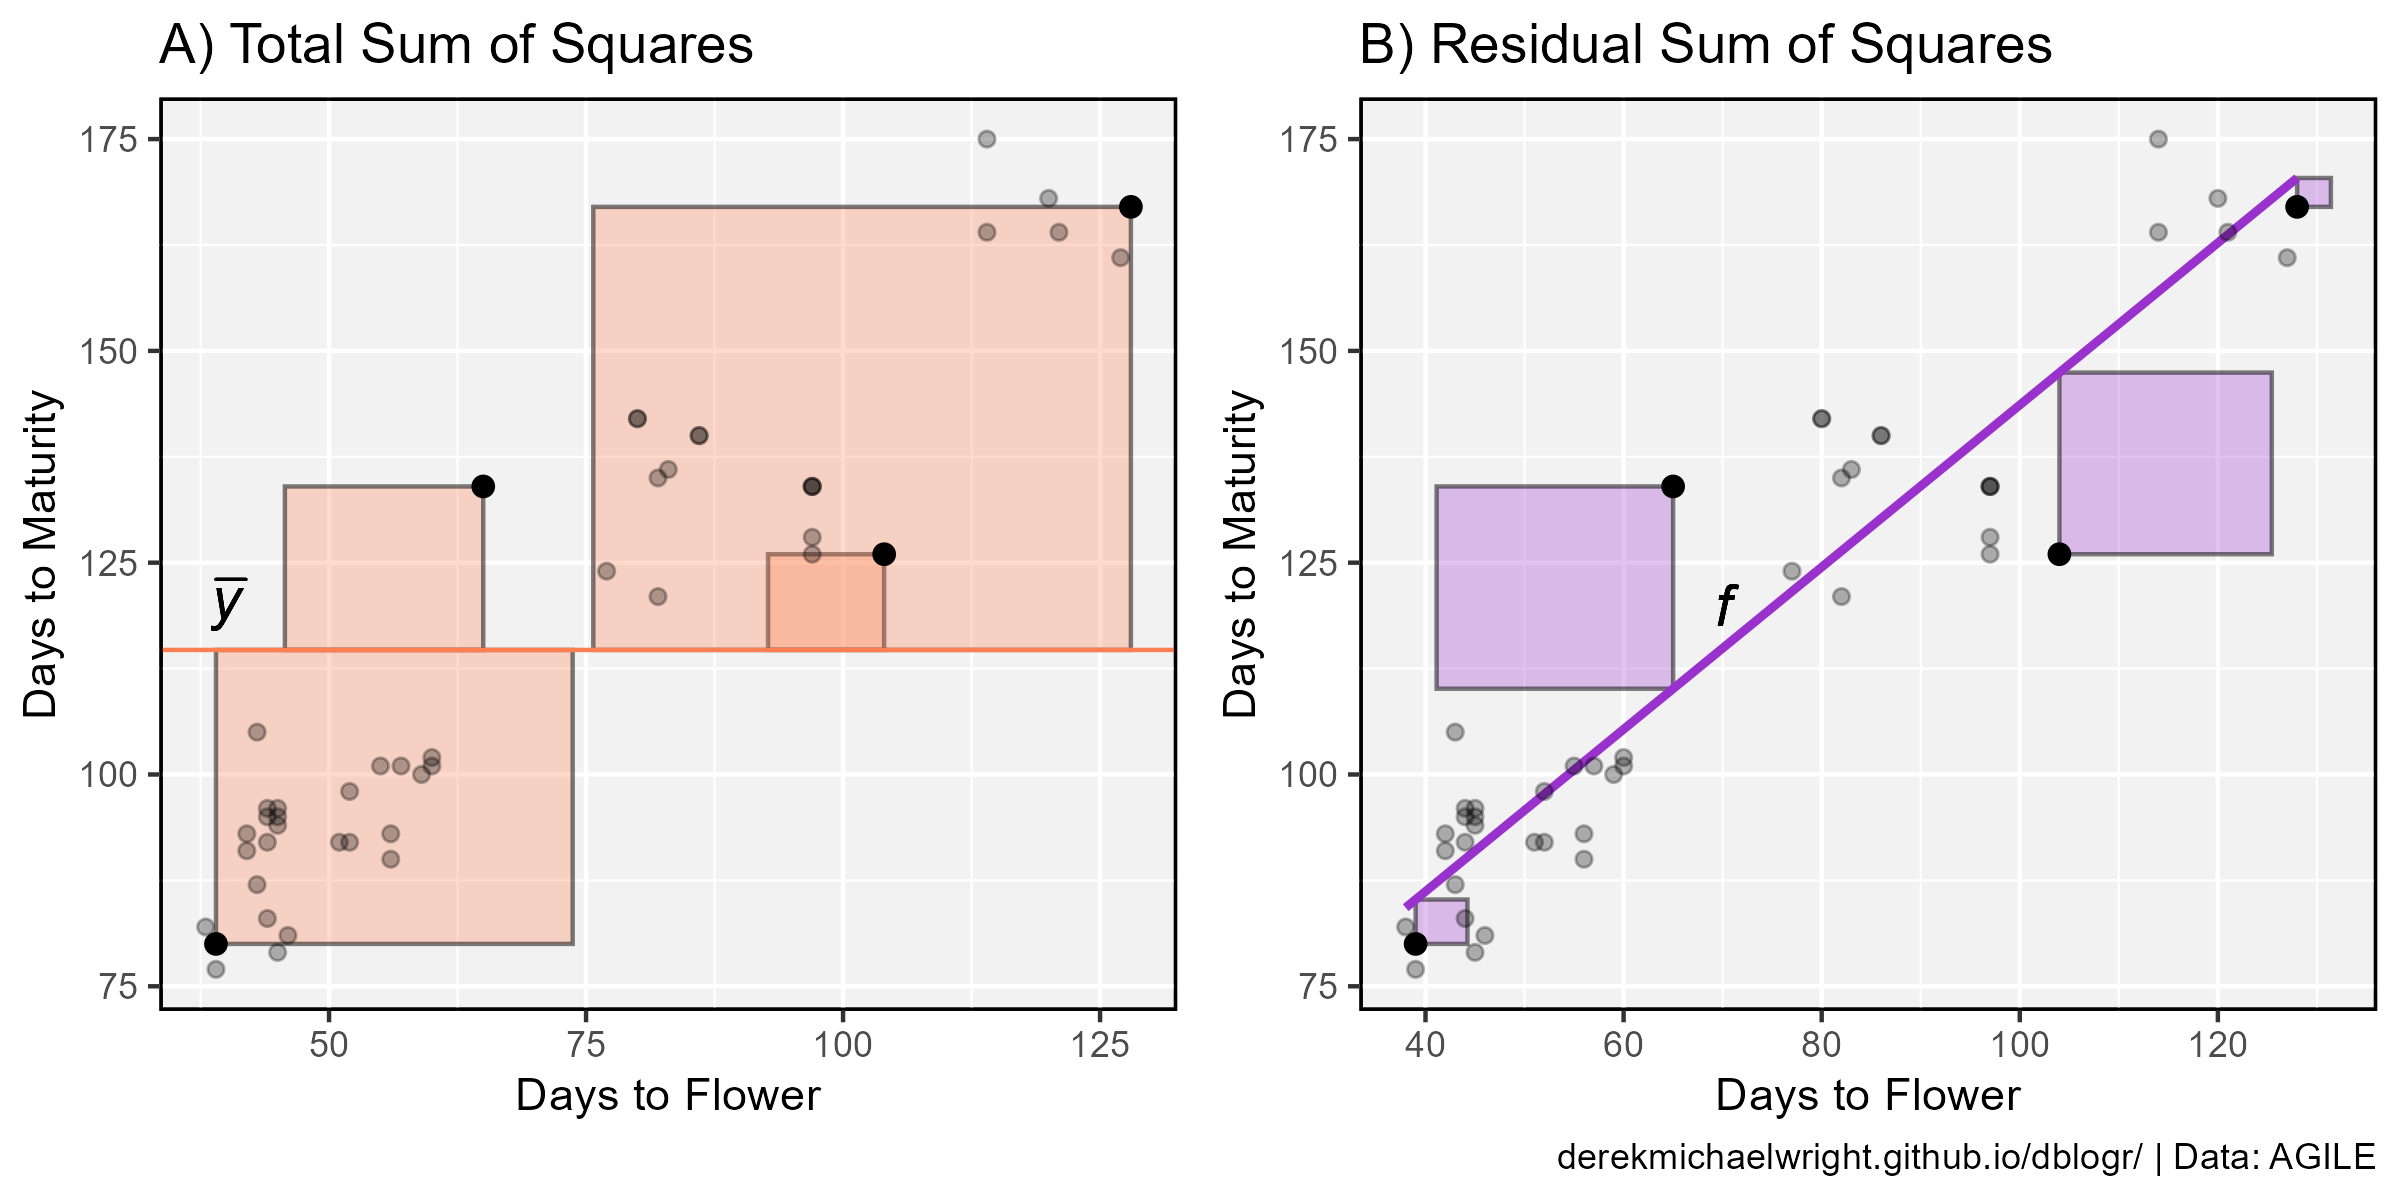 A) Total Sum of Squares
Days to Maturity
175
150
125
100
75
y̅
50 75 100 125
Days to Flower
B) Residual Sum of Squares
Days to Maturity
175
150
125
100
75
f
40 60 80 100 120
Days to Flower
derekmichaelwright.github.io/dblogr/ | Data: AGILE